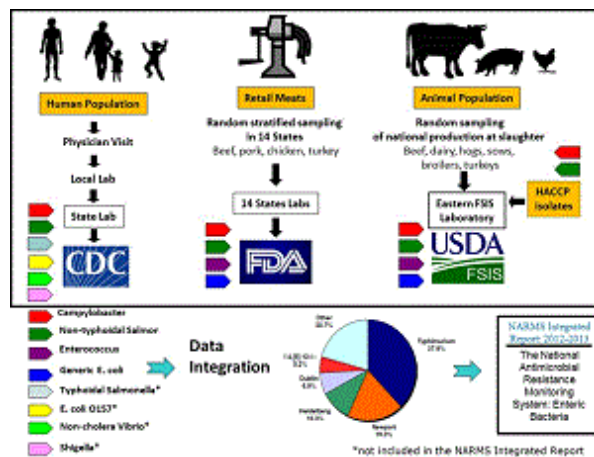 Human Population
Physician Visit
Local Lab
State Lab
CDC
Retail Meats
Random stratified sampling
in 14 States
Beef, pork, chicken, turkey
14 States Labs
FDA
Animal Population
Random sampling
of national production at slaughter
Beef, dairy, hogs, sows,
broilers, turkeys
Eastern FSIS
Laboratory
HACCP
isolates
USDA
FSIS
Campylobacter
Non-typhoidal Salmor
Enterococcus
Generic E. coli
Typhoidal Salmonella*
E. coli O157*
Non-cholera Vibrio*
Shigella*
Data
Integration
Other
Typhimurium
Dublin
Heidelberg
Newport
NARMS Integrated
Report 2012-2013
The National
Antimicrobial
Resistance
Monitoring
System: Enteric
Bacteria
*not included in the NARMS Integrated Report